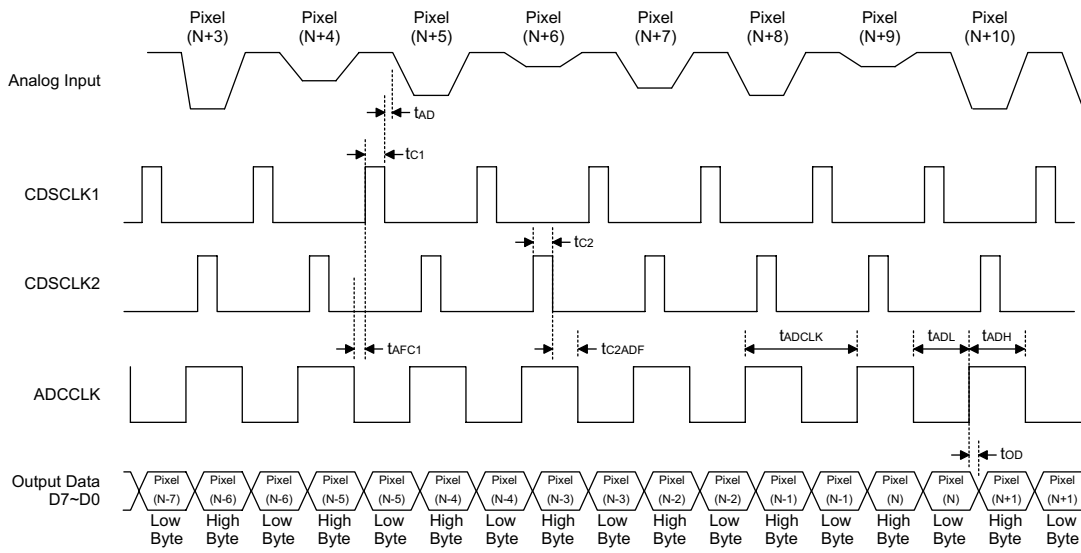 Pixel Pixel Pixel Pixel Pixel Pixel Pixel Pixel
(N+3) (N+4) (N+5) (N+6) (N+7) (N+8) (N+9) (N+10)
Analog Input
tAD
tC1
CDSCLK1
tC2
CDSCLK2
tAFC1 tC2ADF tADCLK tADL tADH
ADCCLK
tOD
Output Data
D7~D0
Pixel Pixel Pixel Pixel Pixel Pixel Pixel Pixel Pixel Pixel Pixel Pixel Pixel Pixel Pixel Pixel Pixel
(N-7) (N-6) (N-6) (N-5) (N-5) (N-4) (N-4) (N-3) (N-3) (N-2) (N-2) (N-1) (N-1) (N) (N) (N+1) (N+1)
Low High Low High Low High Low High Low High Low High Low High Low High Low
Byte Byte Byte Byte Byte Byte Byte Byte Byte Byte Byte Byte Byte Byte Byte Byte Byte